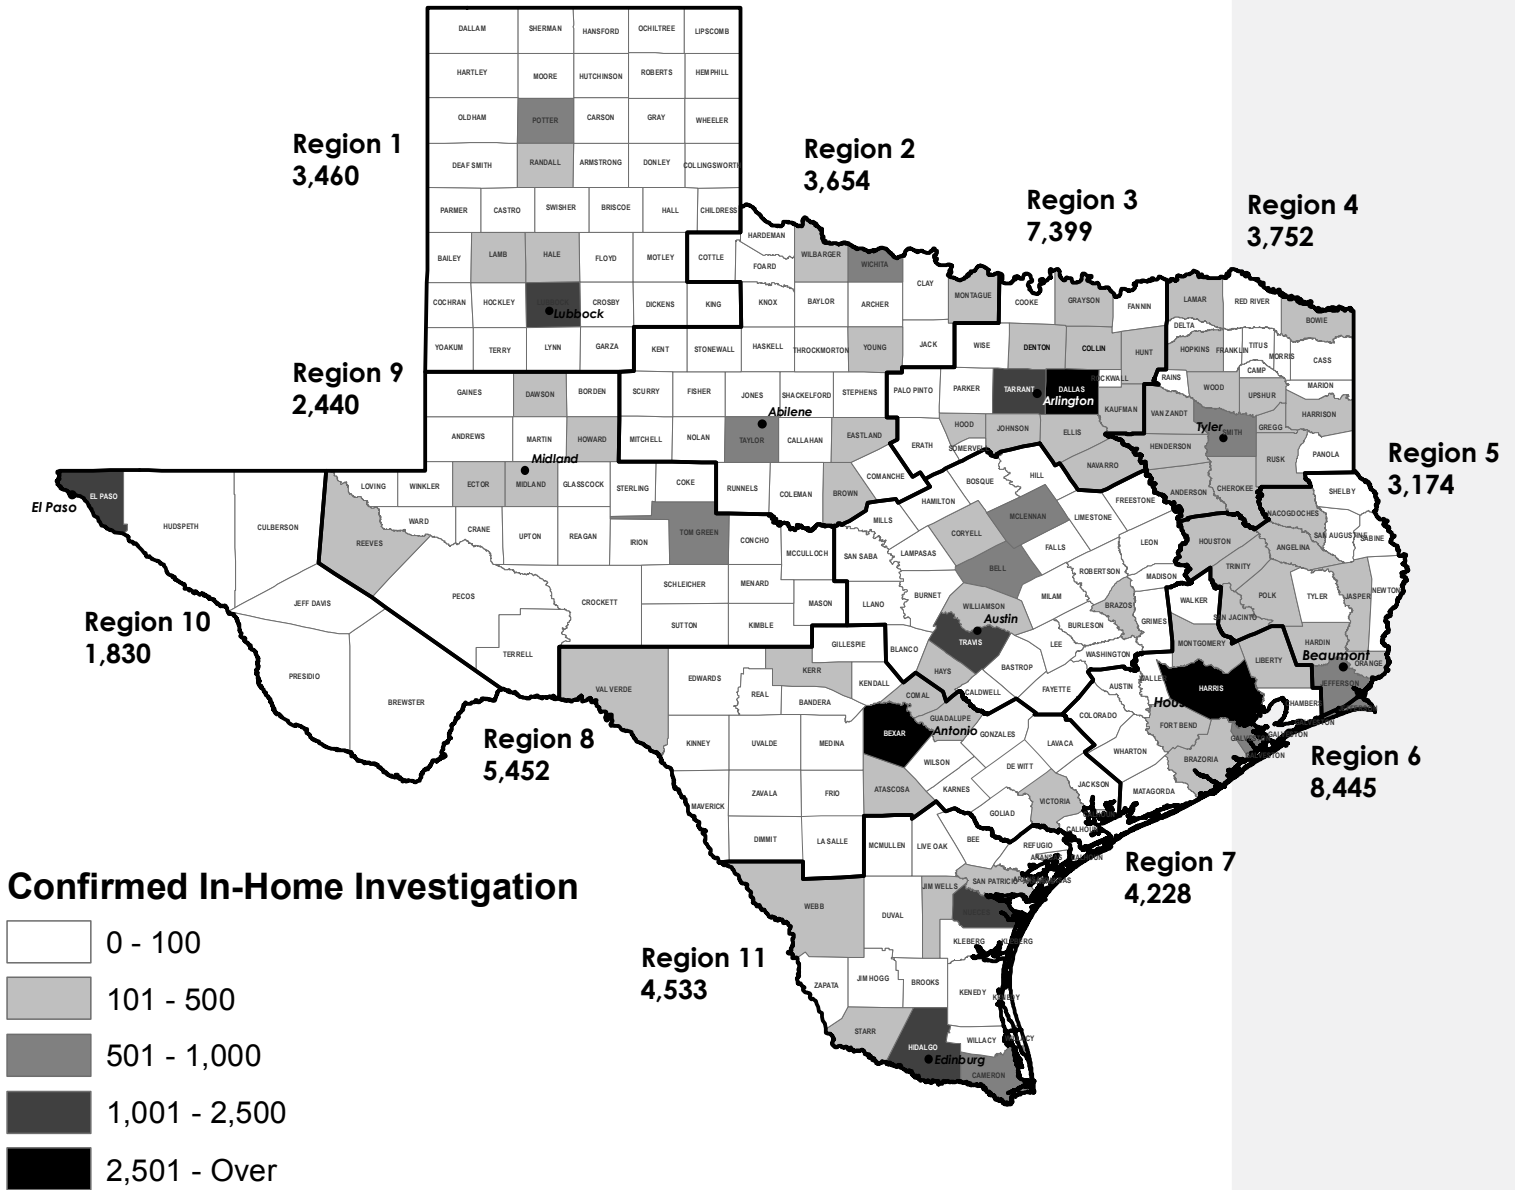 DALLAM SHERMAN HANSFORD OCHILTREE LIPSCOMB
HARTLEY MOORE HUTCHINSON ROBERTS HEMPHILL
OLDHAM POTTER CARSON GRAY WHEELER
Region 1
3,460
DEAF SMITH RANDALL ARMSTRONG DONLEY COLLINGSWORTH
PARMER CASTRO SWISHER BRISCOE HALL CHILDRESS
BAILEY LAMB HALE FLOYD MOTLEY COTTLE
COCHRAN HOCKLEY LUBBOCK CROSBY DICKENS KING
Lubbock
YOAKUM TERRY LYNN GARZA
Region 2
3,654
HARDEMAN FOARD WILBARGER WICHITA CLAY MONTAGUE
KNOX BAYLOR ARCHER
KENT STONEWALL HASKELL THROCKMORTON YOUNG JACK
SCURRY FISHER JONES SHACKELFORD STEPHENS
Abilene
MITCHELL NOLAN TAYLOR CALLAHAN EASTLAND
RUNNELS COLEMAN BROWN COMANCHE
Region 3
7,399
COOKE GRAYSON FANNIN
WISE DENTON COLLIN HUNT
PALO PINTO PARKER TARRANT DALLAS ROCKWALL
Arlington
KAUFMAN
ERATH HOOD SOMERVELL JOHNSON ELLIS NAVARRO
Region 4
3,752
LAMAR RED RIVER BOWIE
DELTA HOPKINS FRANKLIN TITUS MORRIS CASS
RAINS WOOD CAMP UPSHUR MARION
VAN ZANDT Tyler SMITH GREGG HARRISON
HENDERSON RUSK PANOLA
ANDERSON CHEROKEE
Region 5
3,174
SHELBY NACOGDOCHES
SAN AUGUSTINE SABINE
HOUSTON ANGELINA TRINITY
POLK TYLER JASPER NEWTON
SAN JACINTO HARDIN
Beaumont
ORANGE JEFFERSON
Region 9
2,440
GAINES DAWSON BORDEN
ANDREWS MARTIN HOWARD
Midland
LOVING WINKLER ECTOR MIDLAND GLASSCOCK STERLING COKE
REEVES WARD CRANE UPTON REAGAN IRION TOM GREEN CONCHO MCCULLOCH
PECOS CROCKETT SCHLEICHER MENARD MASON
TERRELL SUTTON KIMBLE
El Paso
EL PASO HUDSPETH CULBERSON
JEFF DAVIS
PRESIDIO BREWSTER
Region 10
1,830
BOSQUE HILL FREESTONE
HAMILTON MCLENNAN LIMESTONE
MILLS CORYELL FALLS LEON
SAN SABA LAMPASAS BELL ROBERTSON MADISON
LLANO BURNET WILLIAMSON MILAM BRAZOS GRIMES
Austin
TRAVIS BURLESON
BLANCO HAYS BASTROP LEE WASHINGTON
CALDWELL FAYETTE
Region 7
4,228
WALKER
MONTGOMERY LIBERTY
WALLER HARRIS CHAMBERS
Hous
AUSTIN FORT BEND
COLORADO GALVESTON GALVESTON
WHARTON BRAZORIA
MATAGORDA
Region 6
8,445
Region 8
5,452
VAL VERDE EDWARDS KERR GILLESPIE
REAL BANDERA KENDALL
KINNEY UVALDE MEDINA BEXAR COMAL GUADALUPE
Antonio
GONZALES LAVACA
WILSON DE WITT
MAVERICK ZAVALA FRIO ATASCOSA KARNES VICTORIA JACKSON
DIMMIT LA SALLE GOLIAD CALHOUN
MCMULLEN LIVE OAK BEE REFUGIO
SAN PATRICIO
WEBB DUVAL JIM WELLS NUECES
KLEBERG KLEBERG
Region 11
4,533
ZAPATA JIM HOGG BROOKS KENEDY KENEDY
STARR HIDALGO WILLACY WILLACY
Edinburg
CAMERON
Confirmed In-Home Investigation
0 - 100
101 - 500
501 - 1,000
1,001 - 2,500
2,501 - Over